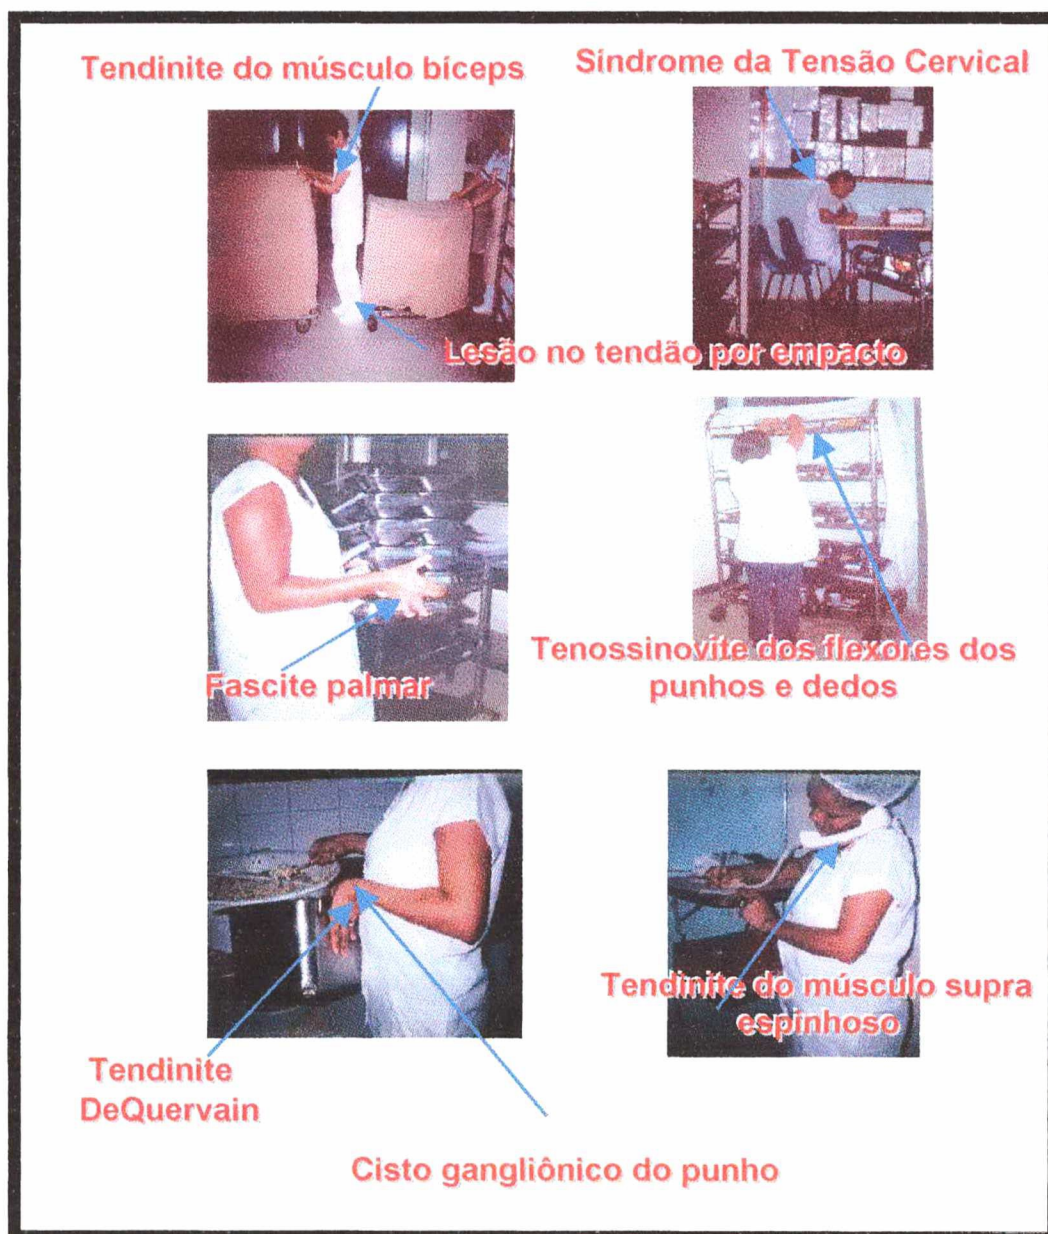 Tendinite do músculo bíceps
Síndrome da Tensão Cervical
Lesão no tendão por empacto
Fascite palmar
Tenossinovite dos flexores dos
punhos e dedos
Tendinite
DeQuervain
Tendinite do músculo supra
espinhoso
Cisto gangliônico do punho